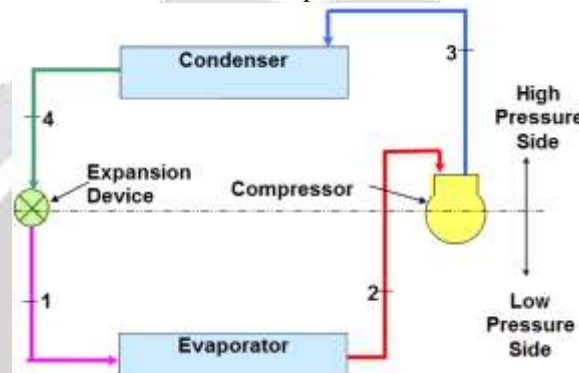 Condenser
3
High
Pressure
Side
4
Expansion
Device
Compressor
1
2
Low
Pressure
Side
Evaporator